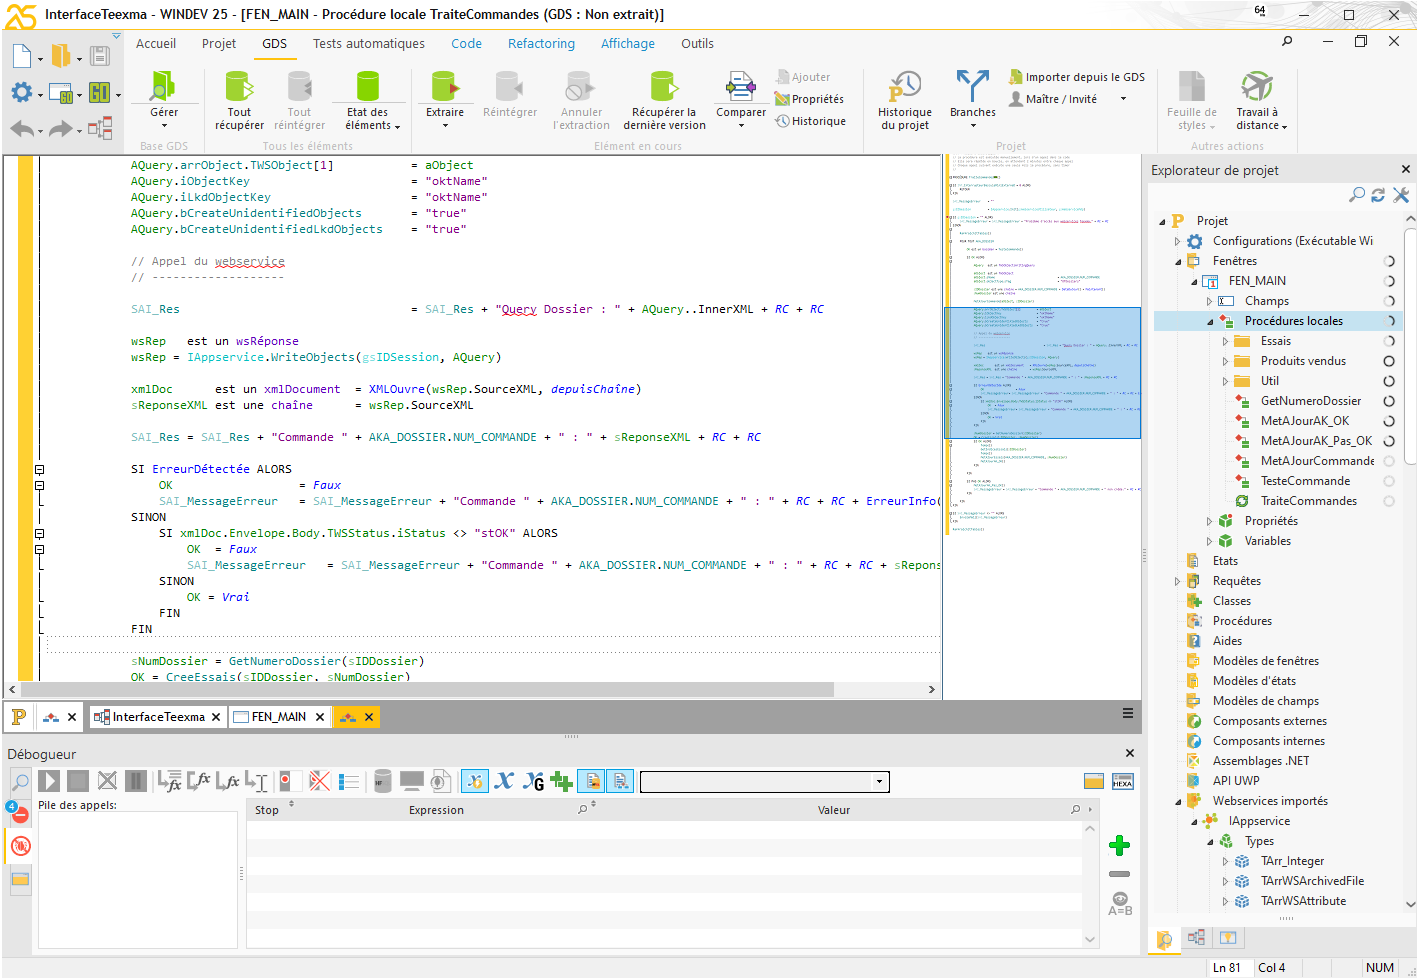 InterfaceTeexma - WINDEV 25 - [FEN_MAIN - Procédure locale TraiteCommandes (GDS : Non extrait)]
64
Accueil Projet GDS Tests automatiques Code Refactoring Affichage Outils
Gérer
Tout récupérer
Tout réintégrer
Etat des éléments
Extraire
Réintégrer
Annuler l'extraction
Récupérer la dernière version
Comparer
Ajouter
Propriétés
Historique
Historique du projet
Branches
Importer depuis le GDS
Maître / Invité
Feuille de styles
Travail à distance
Base GDS
Tous les éléments
Elément en cours
Projet
Autres actions
AQuery.arrObject.TWSObject[1] = aObject
AQuery.iObjectKey = "oktName"
AQuery.iLkdObjectKey = "oktName"
AQuery.bCreateUnidentifiedObjects = "true"
AQuery.bCreateUnidentifiedLkdObjects = "true"
// Appel du webservice
// -------------------
SAI_Res = SAI_Res + "Query Dossier : " + AQuery..InnerXML + RC + RC
wsRep est un wsRéponse
wsRep = IAppservice.WriteObjects(gsIDSession, AQuery)
xmlDoc est un xmlDocument = XMLOuvre(wsRep.SourceXML, depuisChaîne)
sReponseXML est une chaîne = wsRep.SourceXML
SAI_Res = SAI_Res + "Commande " + AKA_DOSSIER.NUM_COMMANDE + " : " + sReponseXML + RC + RC
SI ErreurDétectée ALORS
OK = Faux
SAI_MessageErreur = SAI_MessageErreur + "Commande " + AKA_DOSSIER.NUM_COMMANDE + " : " + RC + RC + ErreurInfo(
SINON
SI xmlDoc.Envelope.Body.TWSStatus.iStatus <> "stOK" ALORS
OK = Faux
SAI_MessageErreur = SAI_MessageErreur + "Commande " + AKA_DOSSIER.NUM_COMMANDE + " : " + RC + RC + sRepons
SINON
OK = Vrai
FIN
FIN
sNumDossier = GetNumeroDossier(sIDDossier)
OK = CreeEssais(sIDDossier, sNumDossier)
InterfaceTeexma
FEN_MAIN
Débogueur
HEXA
Pile des appels:
Stop Expression Valeur
4
A=B
Explorateur de projet
Projet
Configurations (Exécutable Wi
Fenêtres
FEN_MAIN
Champs
Procédures locales
Essais
Produits vendus
Util
GetNumeroDossier
MetAJourAK_OK
MetAJourAK_Pas_OK
MetAJourCommande
TesteCommande
TraiteCommandes
Propriétés
Variables
Etats
Requêtes
Classes
Procédures
Aides
Modèles de fenêtres
Modèles d'états
Modèles de champs
Composants externes
Composants internes
Assemblages .NET
API UWP
Webservices importés
IAppservice
Types
TArr_Integer
TArrWSArchivedFile
TArrWSAttribute
Ln 81 Col 4 NUM